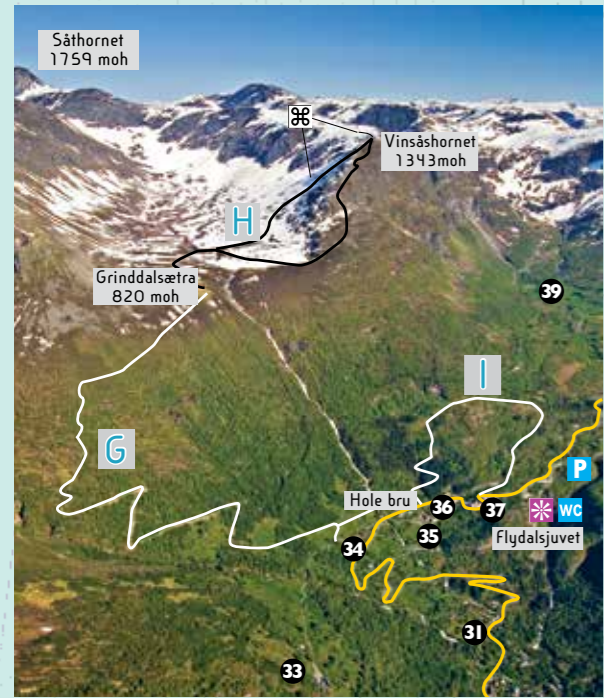 Såthornet
1759 moh
⌘
Vinsåshornet
1343moh
H
Grinddalsætra
820 moh
39
I
G
P
Hole bru
36
37
WC
34
35
Flydalsjuvet
31
33